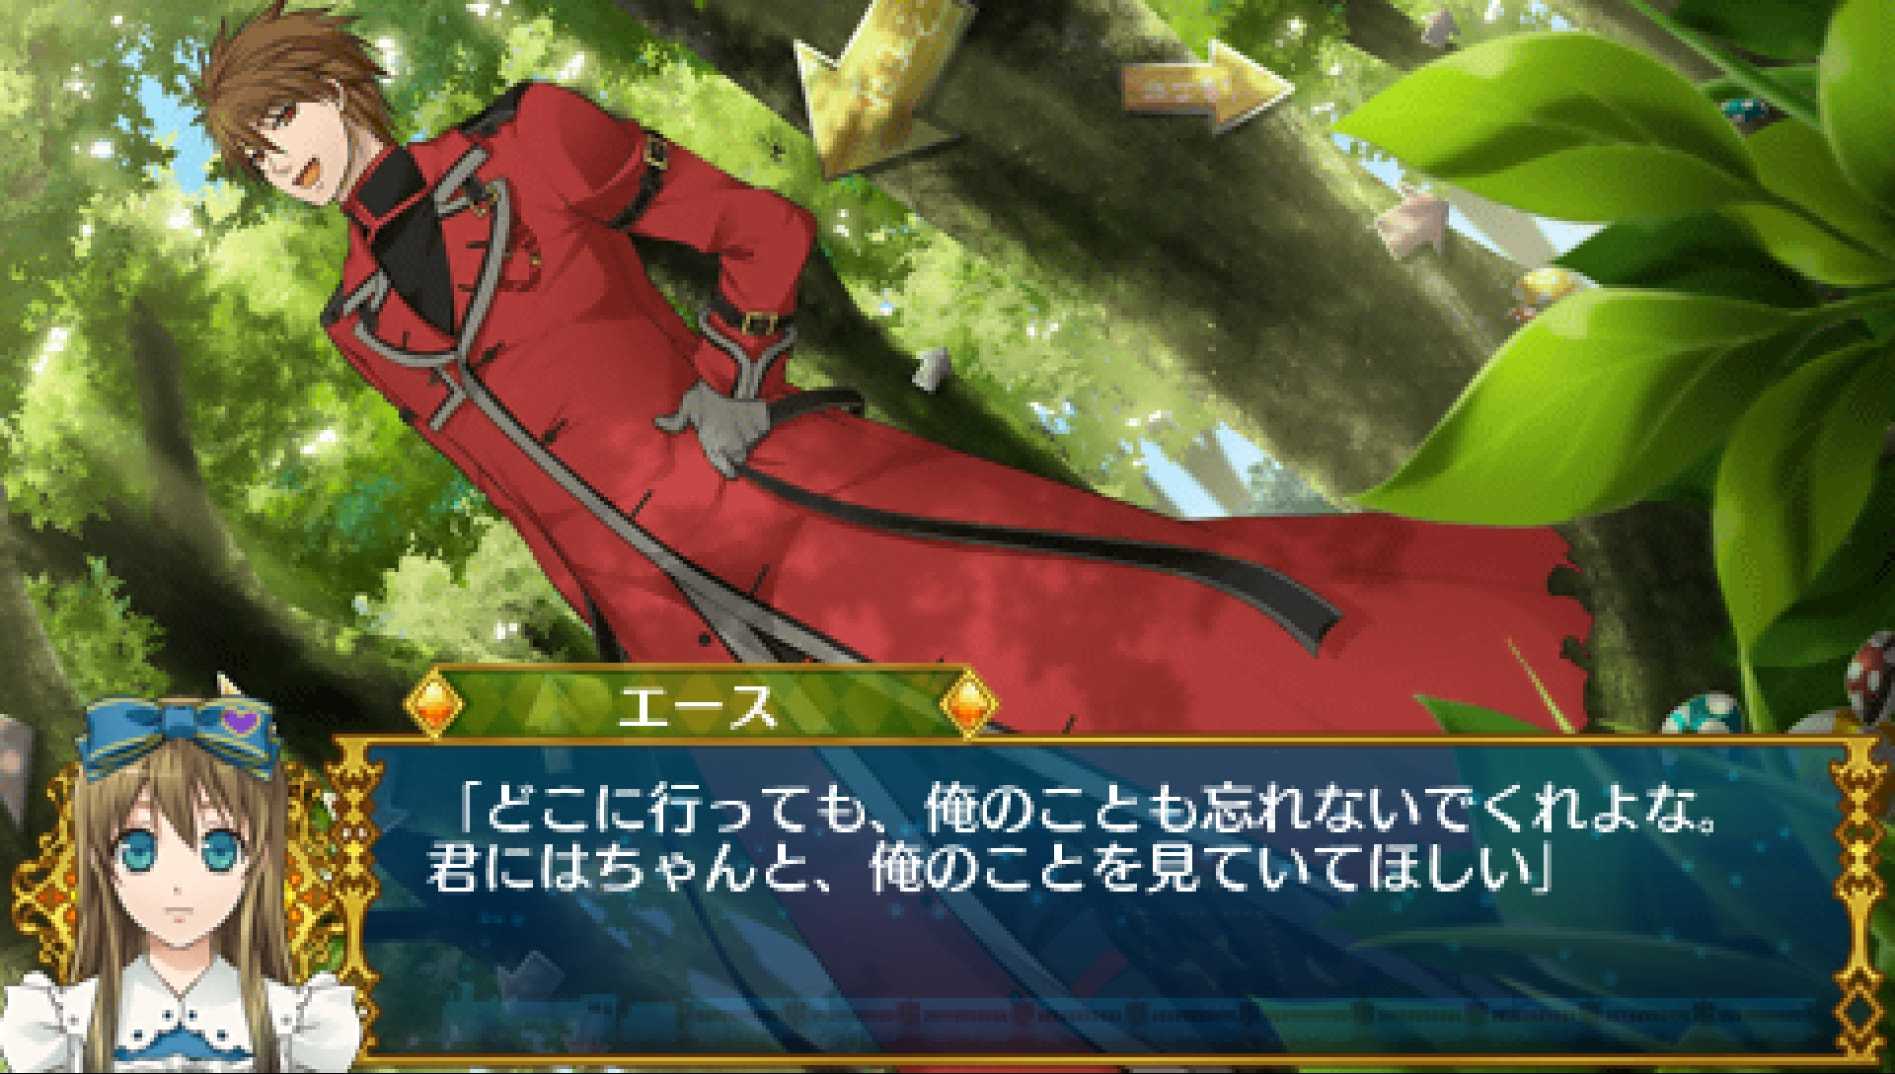 エース
「どこに行っても、俺のことも忘れないでくれよな。
君にはちゃんと、俺のことを見ていてほしい」